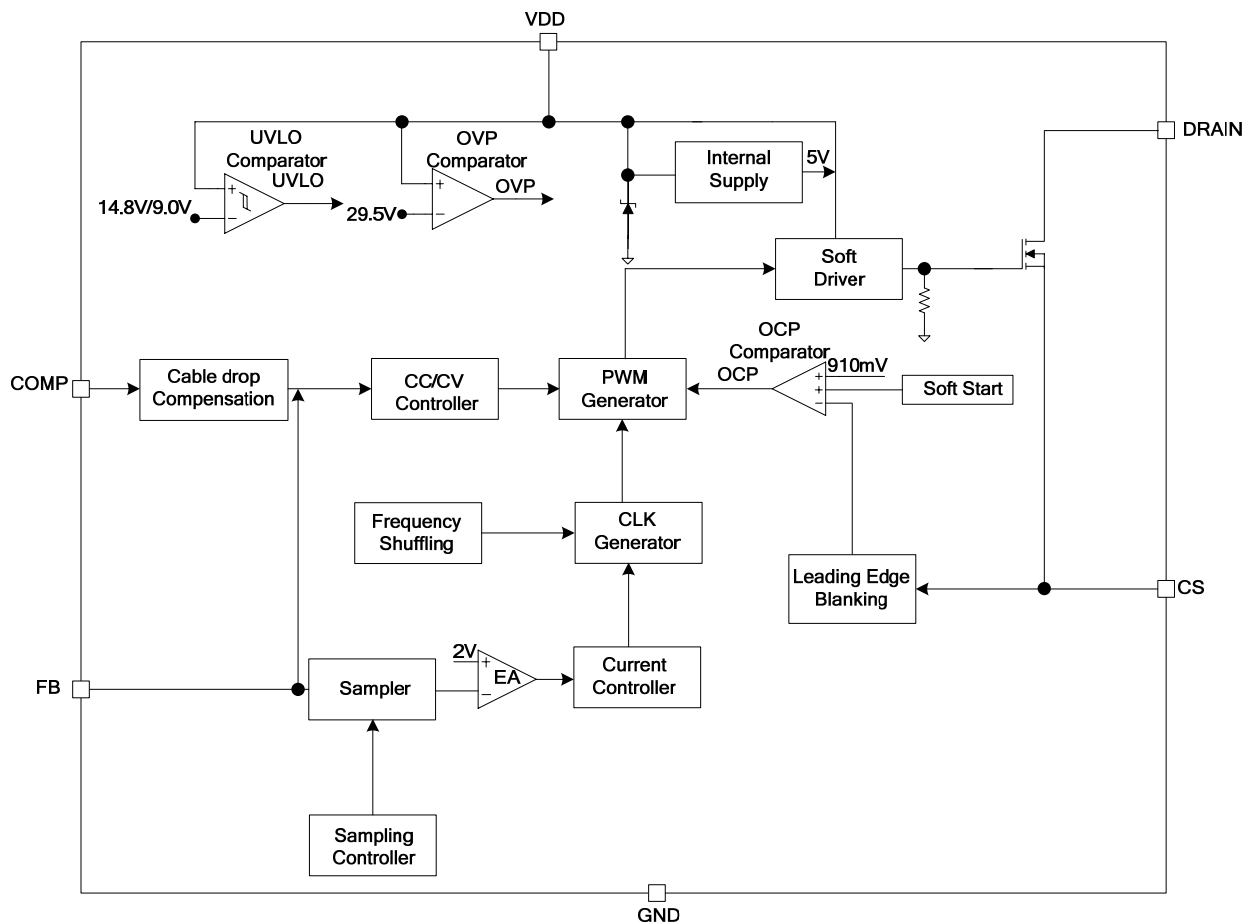 VDD
DRAIN
UVLO
Comparator
UVLO
14.8V/9.0V
+
−
OVP
Comparator
OVP
29.5V
+
−
Internal
Supply
5V
Soft
Driver
OCP
Comparator
OCP
910mV
+
+
−
Soft Start
COMP
Cable drop
Compensation
CC/CV
Controller
PWM
Generator
Frequency
Shuffling
CLK
Generator
Leading Edge
Blanking
CS
FB
Sampler
2V
+
−
EA
Current
Controller
Sampling
Controller
GND